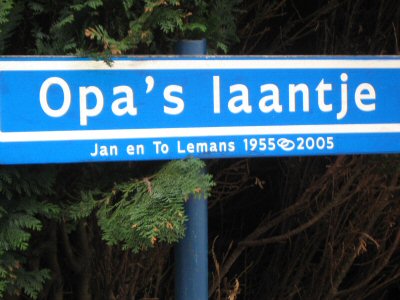 Opa's laantje
Jan en To Lemans 1955⚭2005